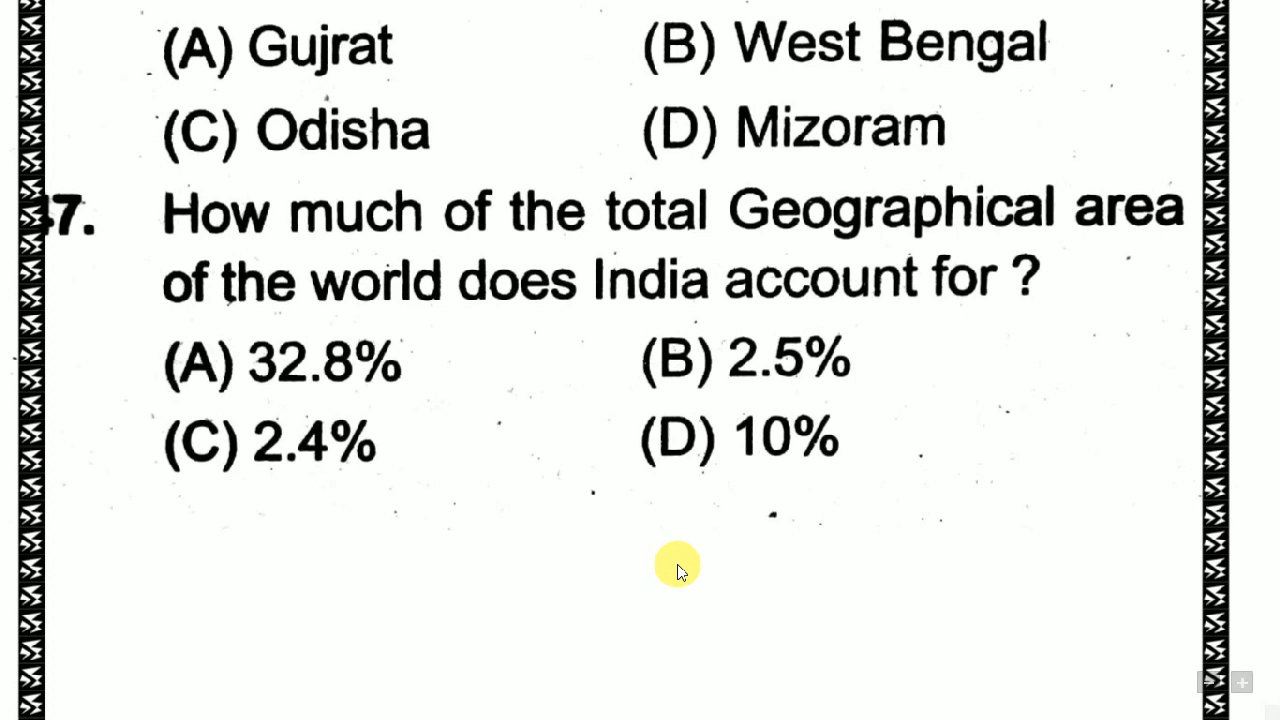 (A) Gujrat (B) West Bengal
(C) Odisha (D) Mizoram
47. How much of the total Geographical area
of the world does India account for ?
(A) 32.8% (B) 2.5%
(C) 2.4% (D) 10%